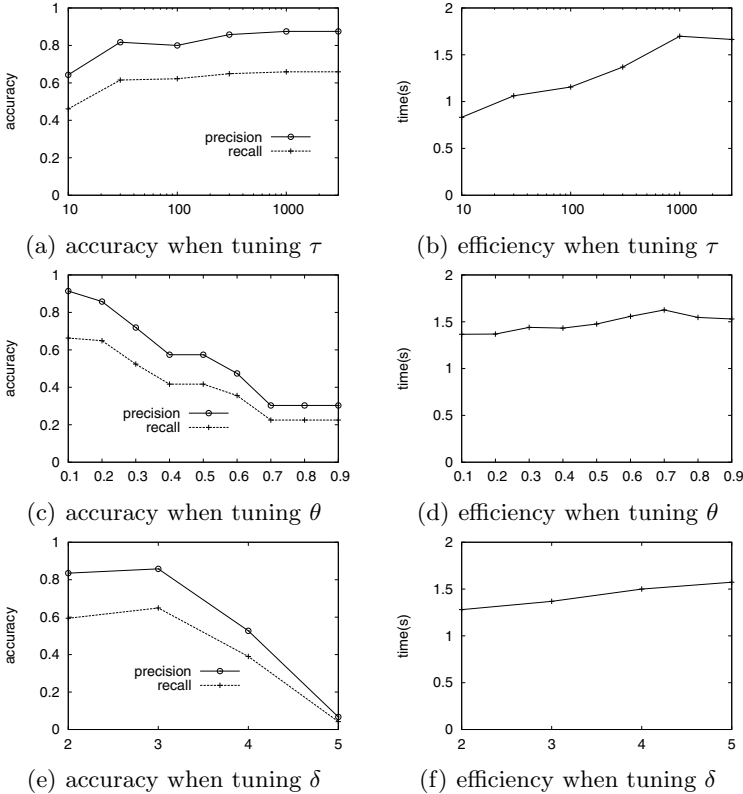 1
0.8
0.6
0.4
0.2
0
accuracy
precision
recall
10 100 1000
(a) accuracy when tuning τ
2
1.5
1
0.5
0
time(s)
10 100 1000
(b) efficiency when tuning τ
1
0.8
0.6
0.4
0.2
0
accuracy
precision
recall
0.1 0.2 0.3 0.4 0.5 0.6 0.7 0.8 0.9
(c) accuracy when tuning θ
2
1.5
1
0.5
0
time(s)
0.1 0.2 0.3 0.4 0.5 0.6 0.7 0.8 0.9
(d) efficiency when tuning θ
1
0.8
0.6
0.4
0.2
0
accuracy
precision
recall
2 3 4 5
(e) accuracy when tuning δ
2
1.5
1
0.5
0
time(s)
2 3 4 5
(f) efficiency when tuning δ